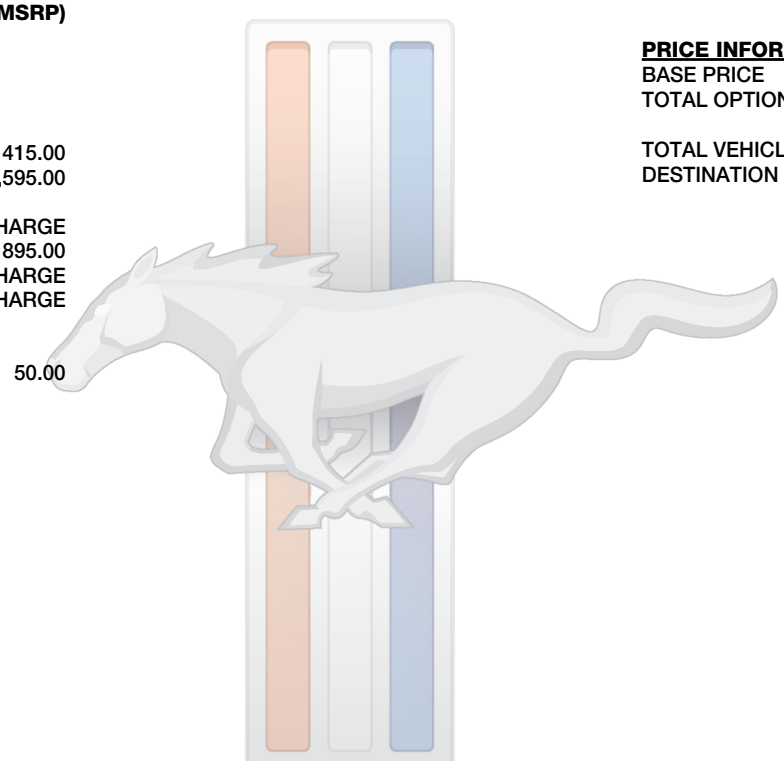 MSRP)
415.00
,595.00
HARGE
895.00
HARGE
HARGE
50.00
PRICE INFOR
BASE PRICE
TOTAL OPTION
TOTAL VEHICL
DESTINATION